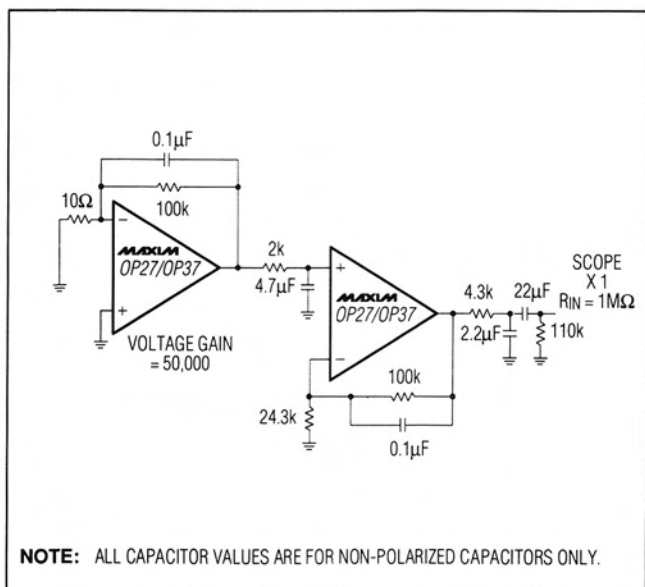 0.1µF
10Ω
100k
−
MAXIM
OP27/OP37
+
VOLTAGE GAIN
= 50,000
2k
4.7µF
+
MAXIM
OP27/OP37
−
24.3k
100k
0.1µF
4.3k
2.2µF
22µF
110k
SCOPE
X 1
RIN = 1MΩ
NOTE: ALL CAPACITOR VALUES ARE FOR NON-POLARIZED CAPACITORS ONLY.